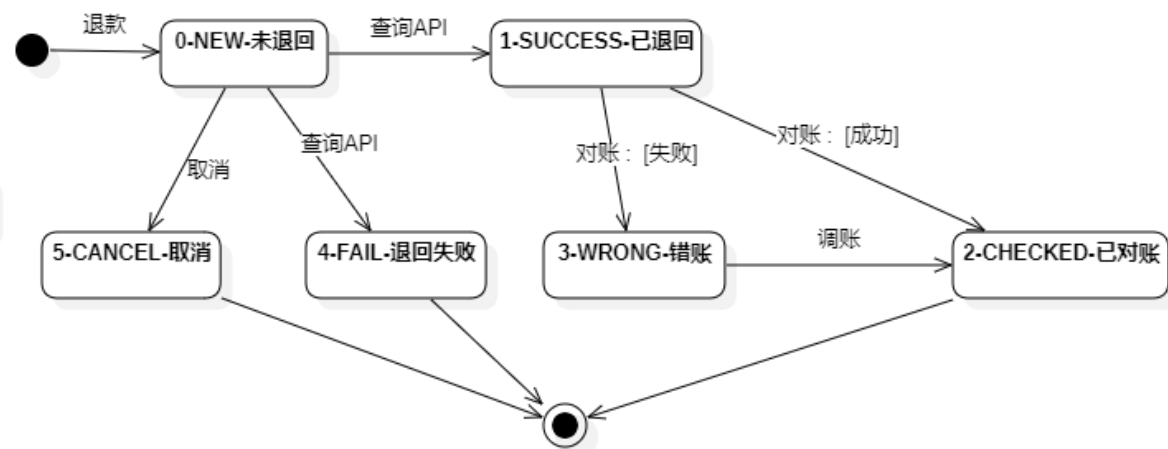 退款
查询API
0-NEW-未退回
1-SUCCESS-已退回
取消
查询API
对账： [失败]
对账： [成功]
5-CANCEL-取消
4-FAIL-退回失败
3-WRONG-错账
调账
2-CHECKED-已对账